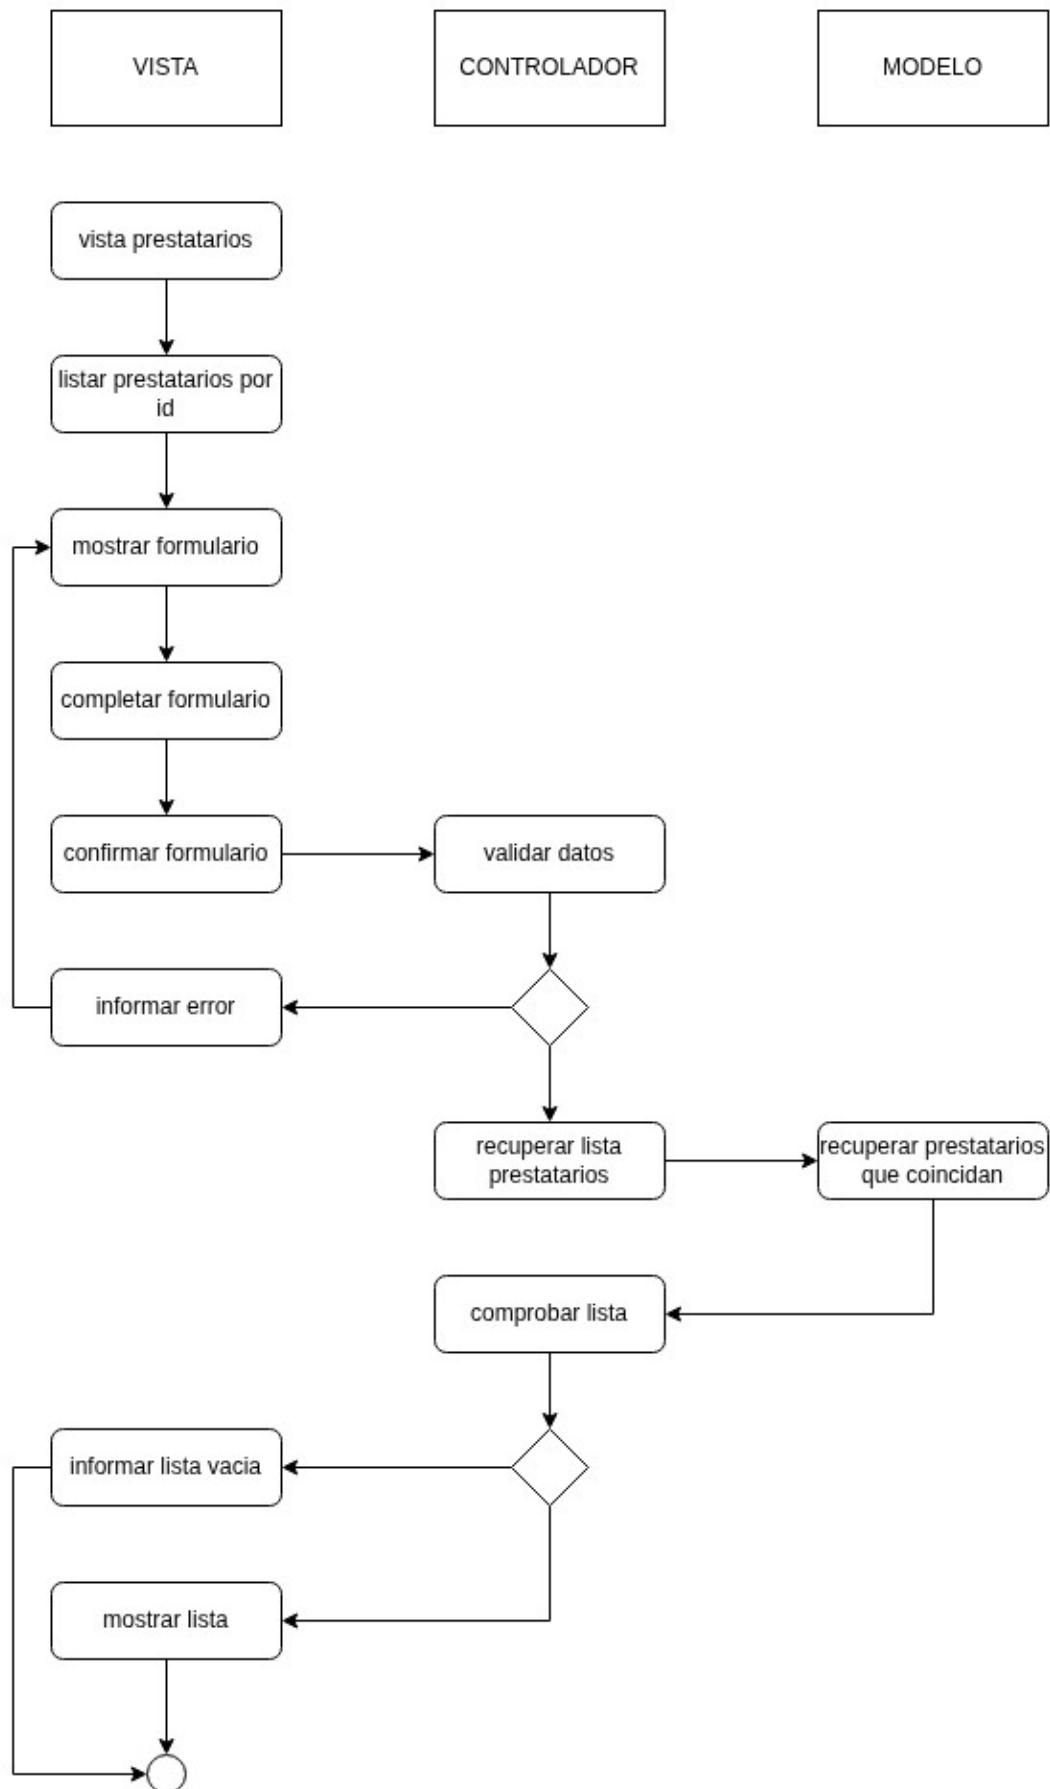 VISTA
CONTROLADOR
MODELO
vista prestatarios
listar prestatarios por
id
mostrar formulario
completar formulario
confirmar formulario
validar datos
informar error
recuperar lista
prestatarios
recuperar prestatarios
que coincidan
comprobar lista
informar lista vacia
mostrar lista